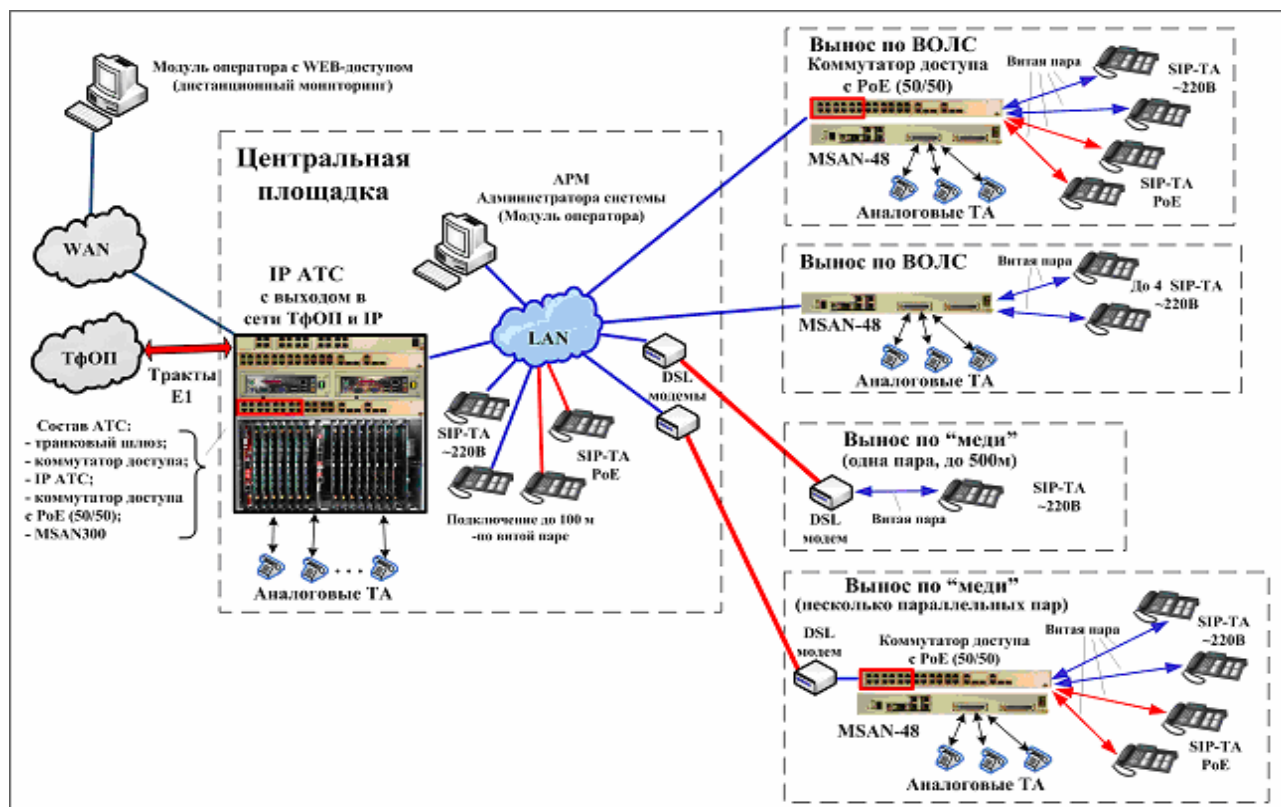 Модуль оператора с WEB-доступом
(дистанционный мониторинг)
WAN
ТфОП
Тракты
Е1
Состав АТС:
- транковый шлюз;
- коммутатор доступа;
- IP АТС;
- коммутатор доступа
с PoE (50/50);
- MSAN300
Центральная
площадка
IP АТС
с выходом в
сети ТфОП и IP
АРМ
Администратора системы
(Модуль оператора)
LAN
SIP-ТА
~220В
SIP-ТА
PoE
Подключение до 100 м
-по витой паре
Аналоговые ТА
DSL
модемы
Вынос по ВОЛС
Коммутатор доступа
с PoE (50/50)
Витая пара
SIP-ТА
~220В
MSAN-48
SIP-ТА
PoE
Аналоговые ТА
Вынос по ВОЛС
Витая пара
До 4 SIP-ТА
~220В
MSAN-48
Аналоговые ТА
Вынос по “меди”
(одна пара, до 500м)
DSL
модем
Витая пара
SIP-ТА
~220В
Вынос по “меди”
(несколько параллельных пар)
DSL
модем
Коммутатор доступа
с PoE (50/50)
Витая пара
SIP-ТА
~220В
MSAN-48
SIP-ТА
PoE
Аналоговые ТА